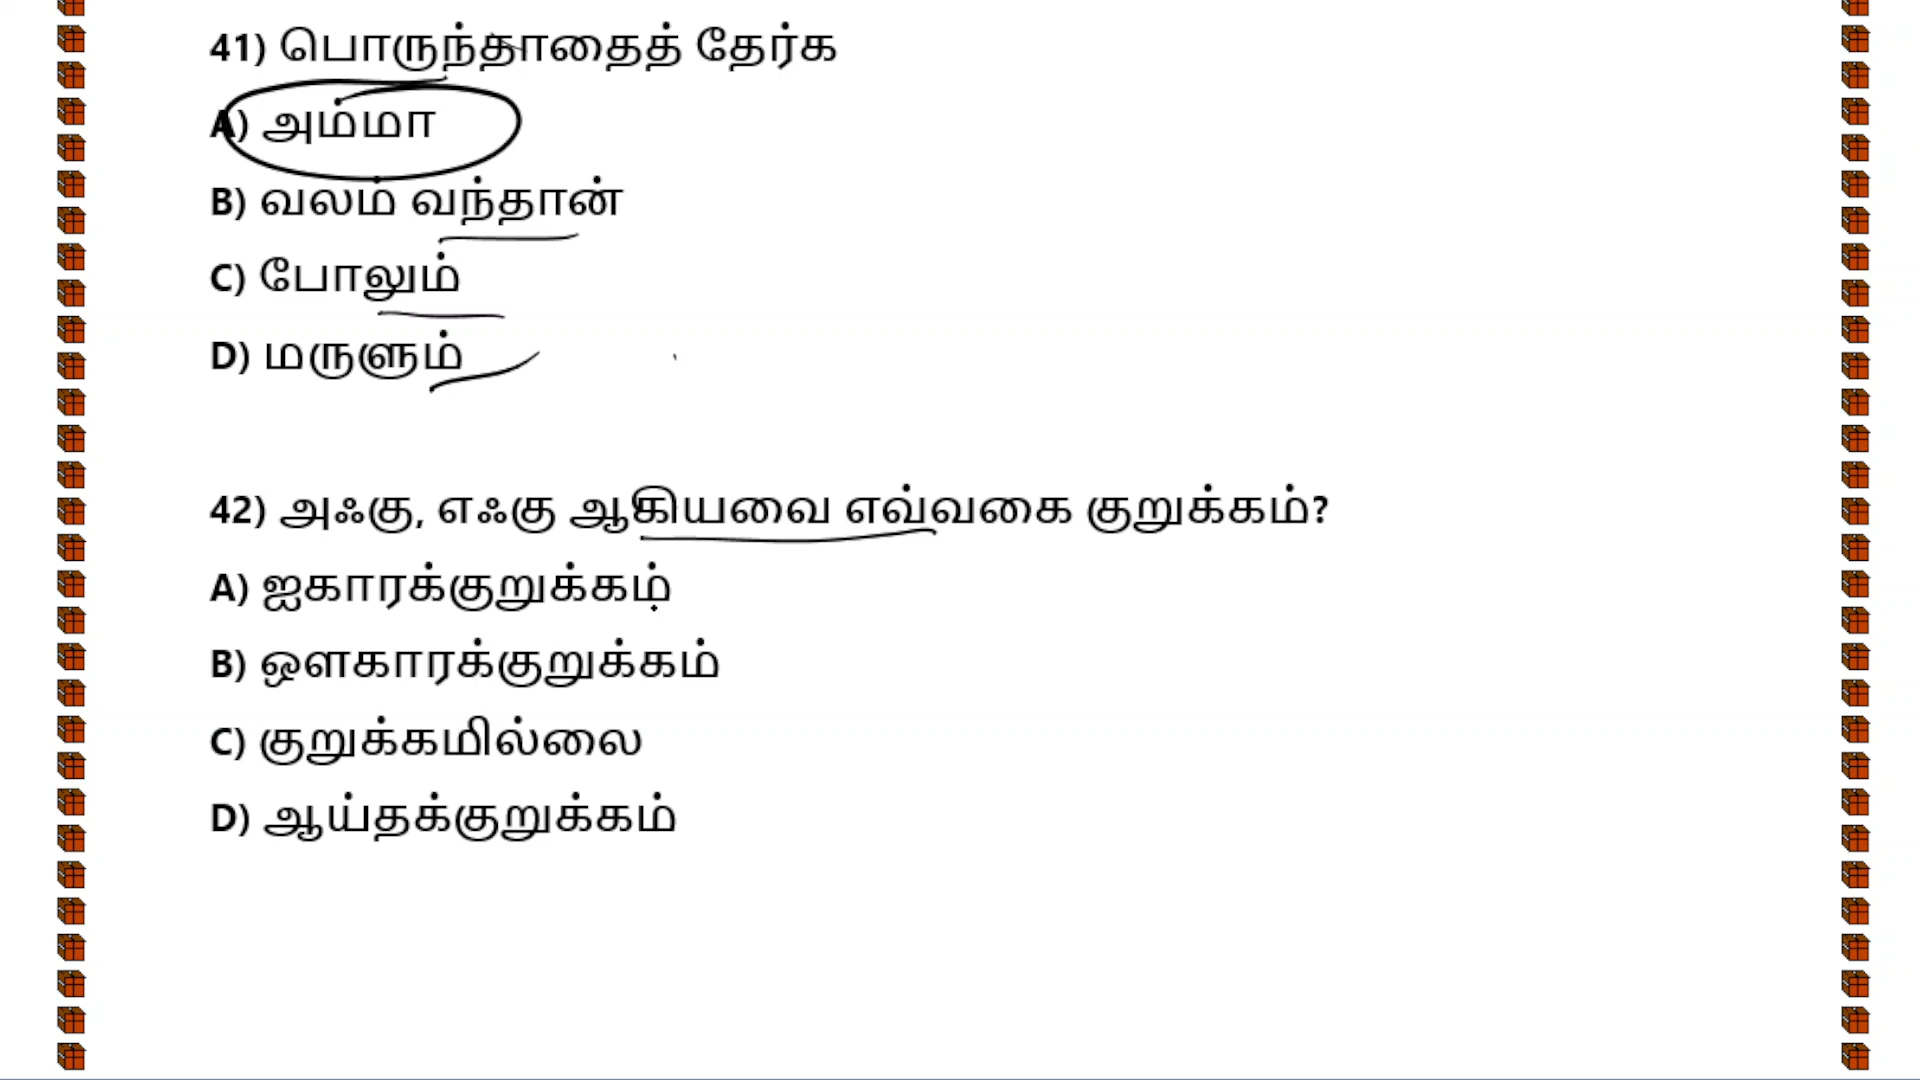 41) பொருந்தாதைத் தேர்க
A) அம்மா
B) வலம் வந்தான்
C) போலும்
D) மருளும்
42) அஃகு, எஃகு ஆகியவை எவ்வகை குறுக்கம்?
A) ஐகாரக்குறுக்கம்
B) ஔகாரக்குறுக்கம்
C) குறுக்கமில்லை
D) ஆய்தக்குறுக்கம்